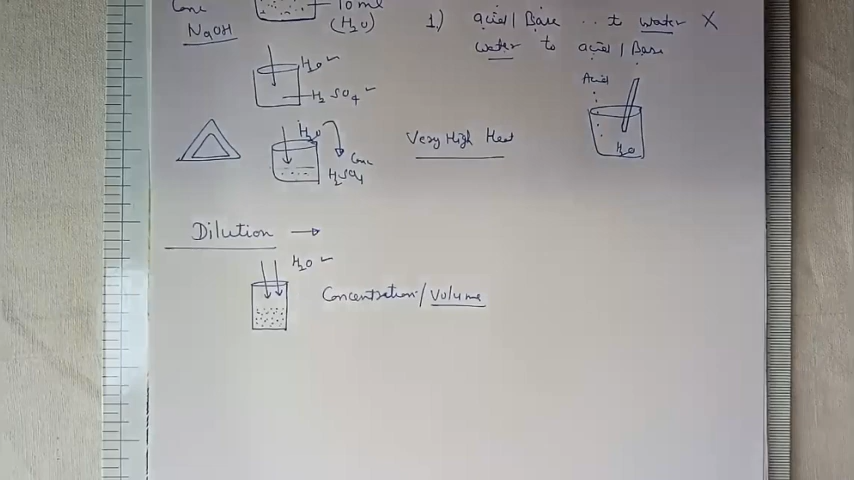 Conc
NaOH
10 ml
(H₂O)
1) acid / Base .. to water X
water to acid / Base
H₂O ✓
H₂SO₄ ✓
H₂O
Conc
H₂SO₄
Very High Heat
Acid
H₂O
Dilution →
H₂O ✓
Concentration / Volume